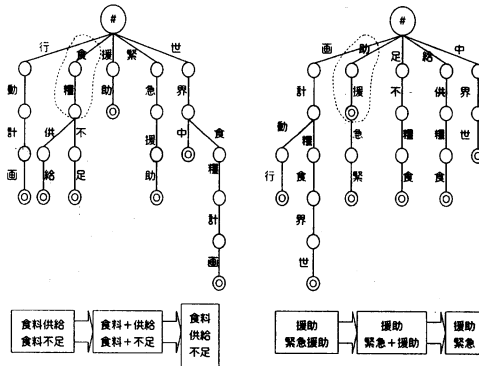 #
行 食 援 緊 世
動 糧 助 急 界
計 供 不 援 中 食
画 給 足 助 糧
計
画
#
画 助 足 給 中
計 援 不 供 界
動 糧 急 糧 糧 世
行 食 緊 食 食
界
世
食料供給
食料不足
食料+供給
食料+不足
食料
供給
不足
援助
緊急援助
援助
緊急+援助
援助
緊急